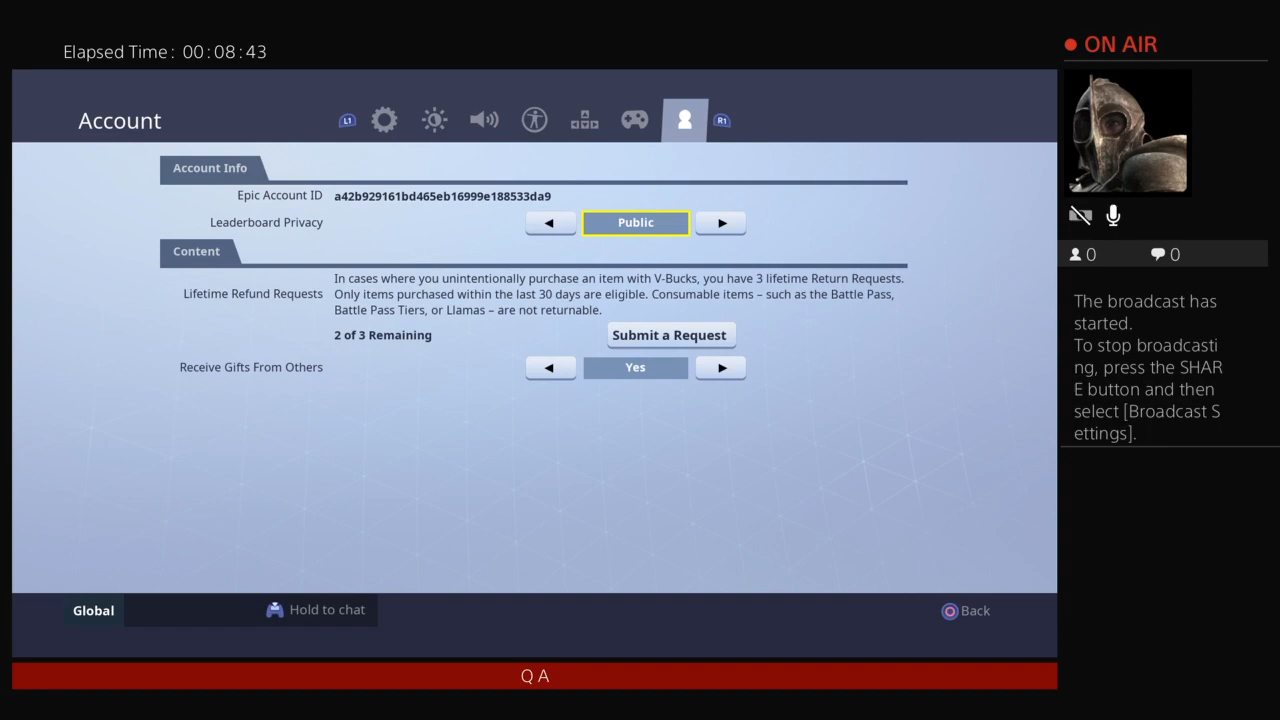 Elapsed Time: 00:08:43
ON AIR
Account
L1
R1
Account Info
Epic Account ID a42b929161bd465eb16999e188533da9
Leaderboard Privacy Public
Content
In cases where you unintentionally purchase an item with V-Bucks, you have 3 lifetime Return Requests.
Lifetime Refund Requests Only items purchased within the last 30 days are eligible. Consumable items – such as the Battle Pass,
Battle Pass Tiers, or Llamas – are not returnable.
2 of 3 Remaining Submit a Request
Receive Gifts From Others Yes
Global Hold to chat Back
Q A
0 0
The broadcast has
started.
To stop broadcasti
ng, press the SHAR
E button and then
select [Broadcast S
ettings].